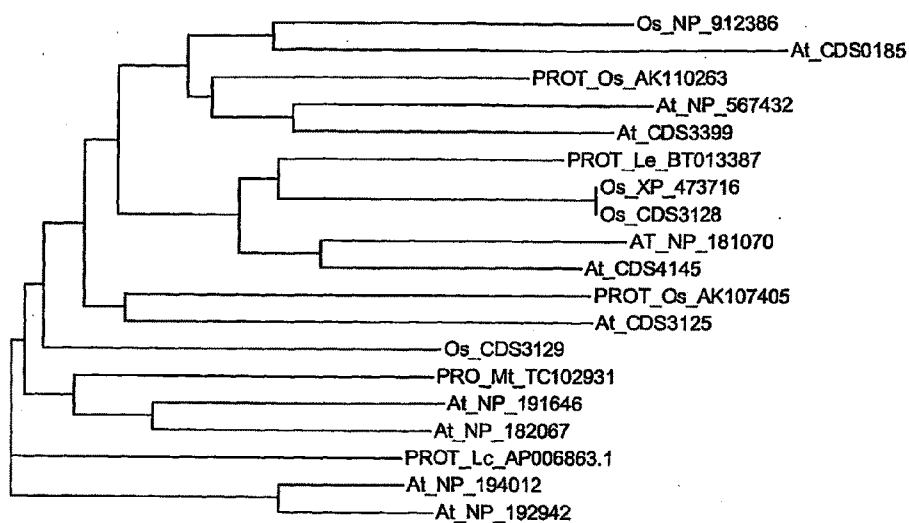 Os_NP_912386
At_CDS0185
PROT_Os_AK110263
At_NP_567432
At_CDS3399
PROT_Le_BT013387
Os_XP_473716
Os_CDS3128
AT_NP_181070
At_CDS4145
PROT_Os_AK107405
At_CDS3125
Os_CDS3129
PRO_Mt_TC102931
At_NP_191646
At_NP_182067
PROT_Lc_AP006863.1
At_NP_194012
At_NP_192942